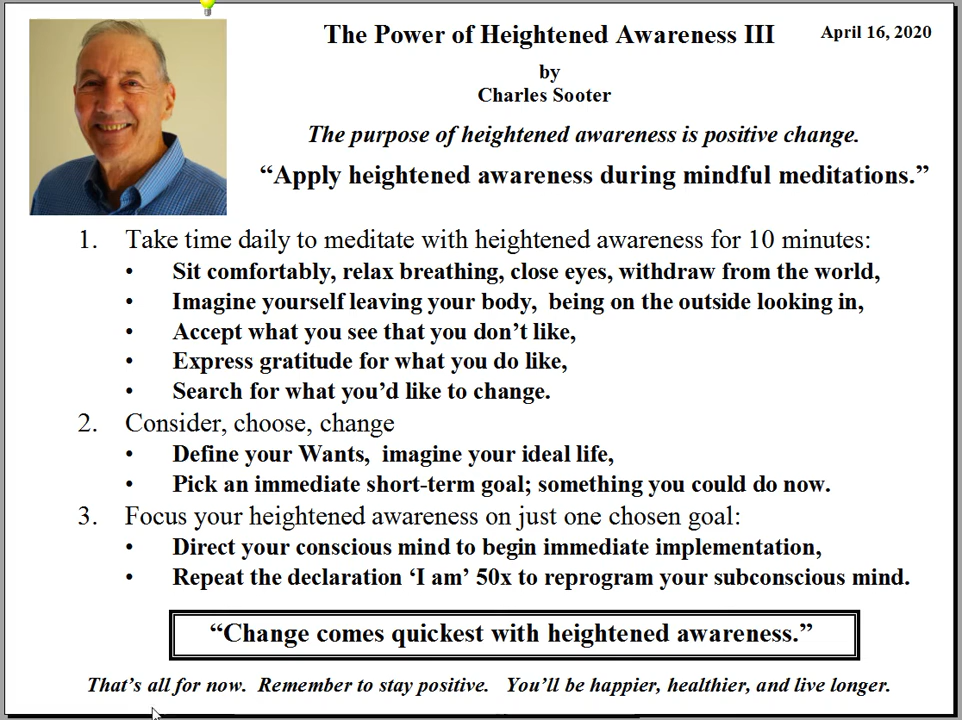 The Power of Heightened Awareness III
April 16, 2020
by
Charles Sooter
The purpose of heightened awareness is positive change.
“Apply heightened awareness during mindful meditations.”
1. Take time daily to meditate with heightened awareness for 10 minutes:
• Sit comfortably, relax breathing, close eyes, withdraw from the world,
• Imagine yourself leaving your body, being on the outside looking in,
• Accept what you see that you don’t like,
• Express gratitude for what you do like,
• Search for what you’d like to change.
2. Consider, choose, change
• Define your Wants, imagine your ideal life,
• Pick an immediate short-term goal; something you could do now.
3. Focus your heightened awareness on just one chosen goal:
• Direct your conscious mind to begin immediate implementation,
• Repeat the declaration ‘I am’ 50x to reprogram your subconscious mind.
“Change comes quickest with heightened awareness.”
That’s all for now. Remember to stay positive. You’ll be happier, healthier, and live longer.